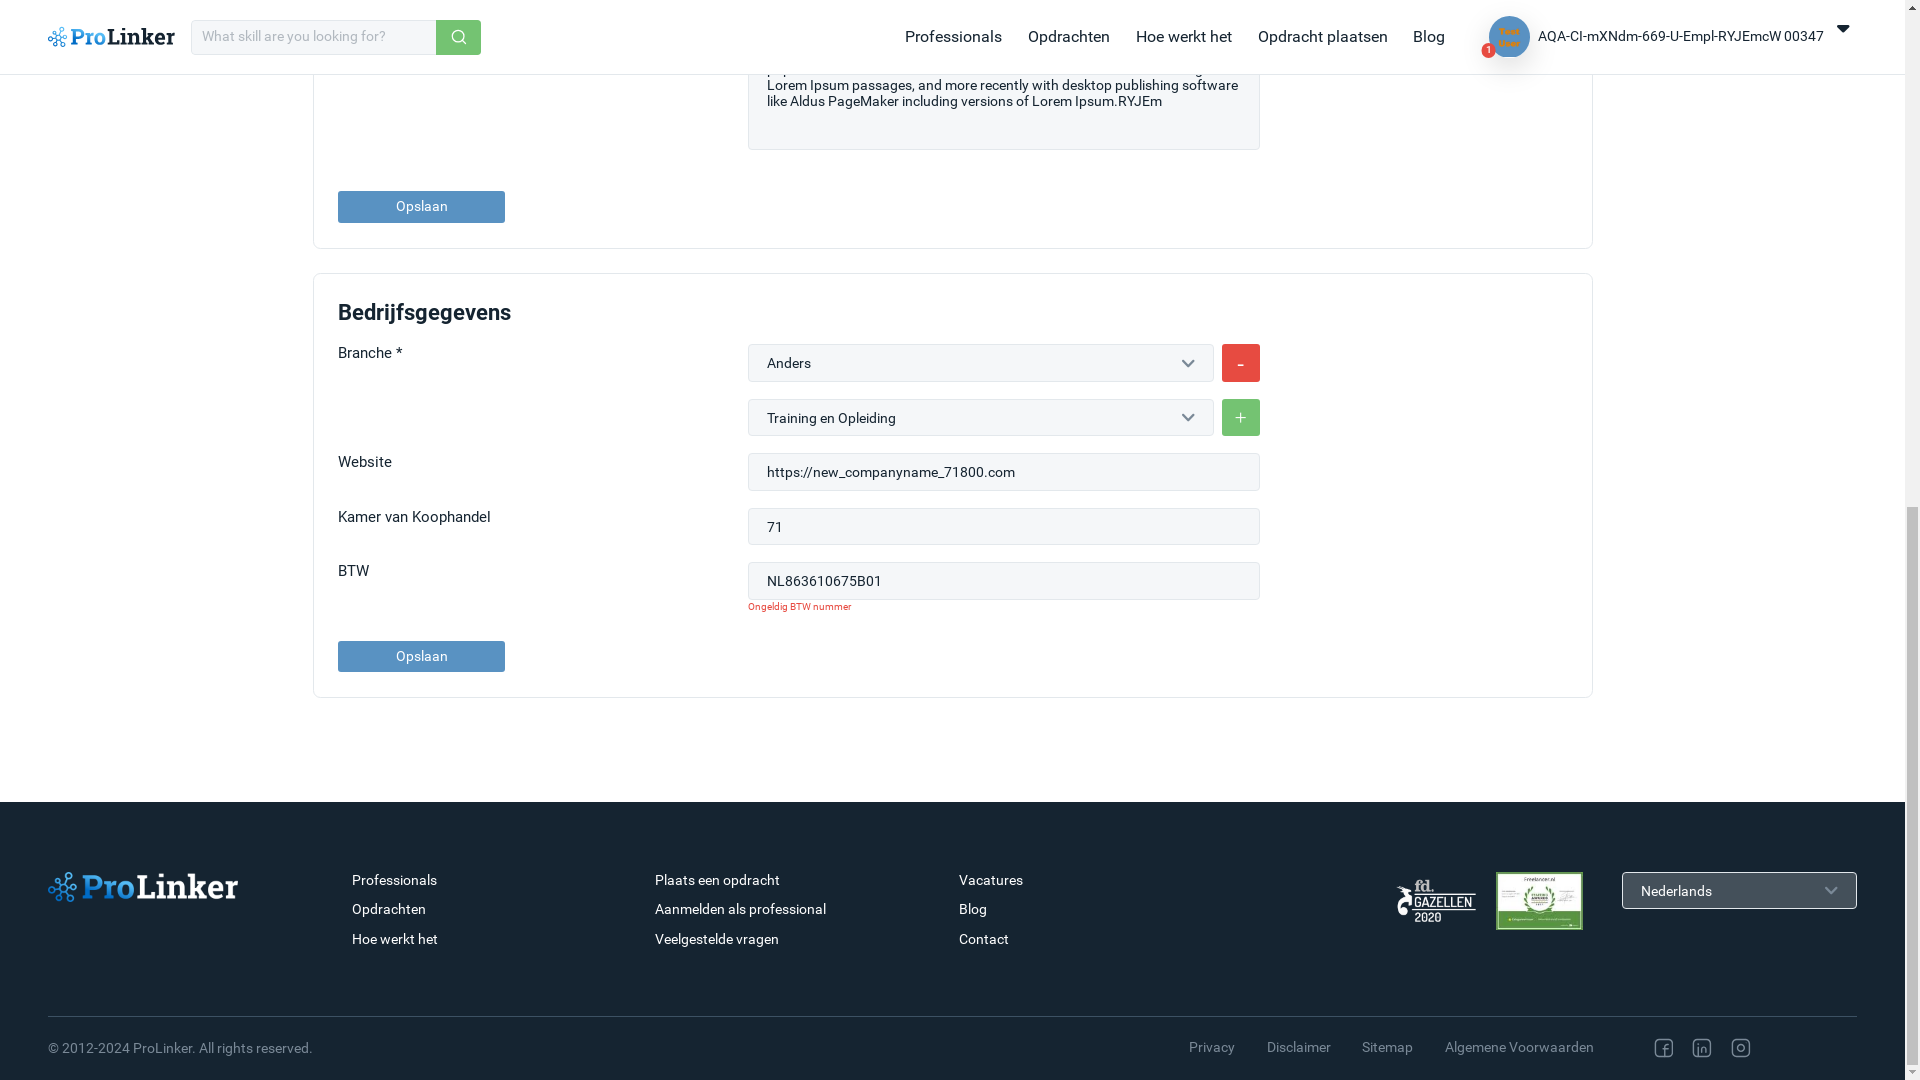 ProLinker
What skill are you looking for?
Professionals
Opdrachten
Hoe werkt het
Opdracht plaatsen
Blog
Test
User
1
AQA-CI-mXNdm-669-U-Empl-RYJEmcW 00347
Lorem Ipsum passages, and more recently with desktop publishing software
like Aldus PageMaker including versions of Lorem Ipsum.RYJEm
Opslaan
Bedrijfsgegevens
Branche *
Anders
-
Training en Opleiding
+
Website
https://new_companyname_71800.com
Kamer van Koophandel
71
BTW
NL863610675B01
Ongeldig BTW nummer
Opslaan
ProLinker
Professionals
Opdrachten
Hoe werkt het
Plaats een opdracht
Aanmelden als professional
Veelgestelde vragen
Vacatures
Blog
Contact
fd.
GAZELLEN
2020
Freelancer.nl
Nederlands
© 2012-2024 ProLinker. All rights reserved.
Privacy
Disclaimer
Sitemap
Algemene Voorwaarden